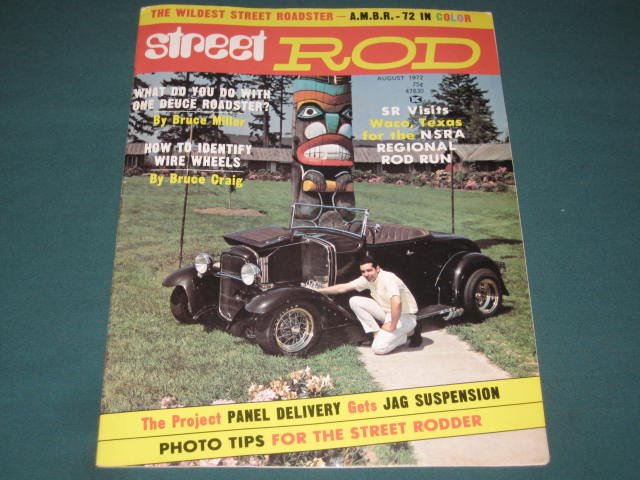 THE WILDEST STREET ROADSTER — A.M.B.R.-72 IN COLOR
street ROD
AUGUST 1972
75¢
47830
WHAT DO YOU DO WITH
ONE DEUCE ROADSTER?
By Bruce Miller
HOW TO IDENTIFY
WIRE WHEELS
By Bruce Craig
SR Visits
Waco, Texas
for the NSRA
REGIONAL
ROD RUN
The Project PANEL DELIVERY Gets JAG SUSPENSION
PHOTO TIPS FOR THE STREET RODDER